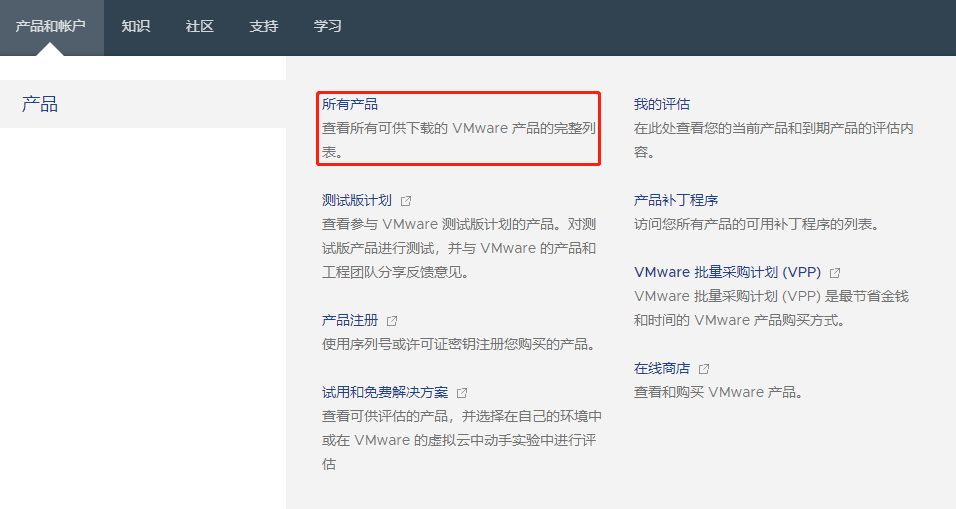 产品和帐户 知识 社区 支持 学习
产品
所有产品
查看所有可供下载的 VMware 产品的完整列
表。
测试版计划
查看参与 VMware 测试版计划的产品。对测
试版产品进行测试，并与 VMware 的产品和
工程团队分享反馈意见。
产品注册
使用序列号或许可证密钥注册您购买的产品。
试用和免费解决方案
查看可供评估的产品，并选择在自己的环境中
或在 VMware 的虚拟云中动手实验中进行评
估
我的评估
在此处查看您的当前产品和到期产品的评估内
容。
产品补丁程序
访问您所有产品的可用补丁程序的列表。
VMware 批量采购计划 (VPP)
VMware 批量采购计划 (VPP) 是最节省金钱
和时间的 VMware 产品购买方式。
在线商店
查看和购买 VMware 产品。